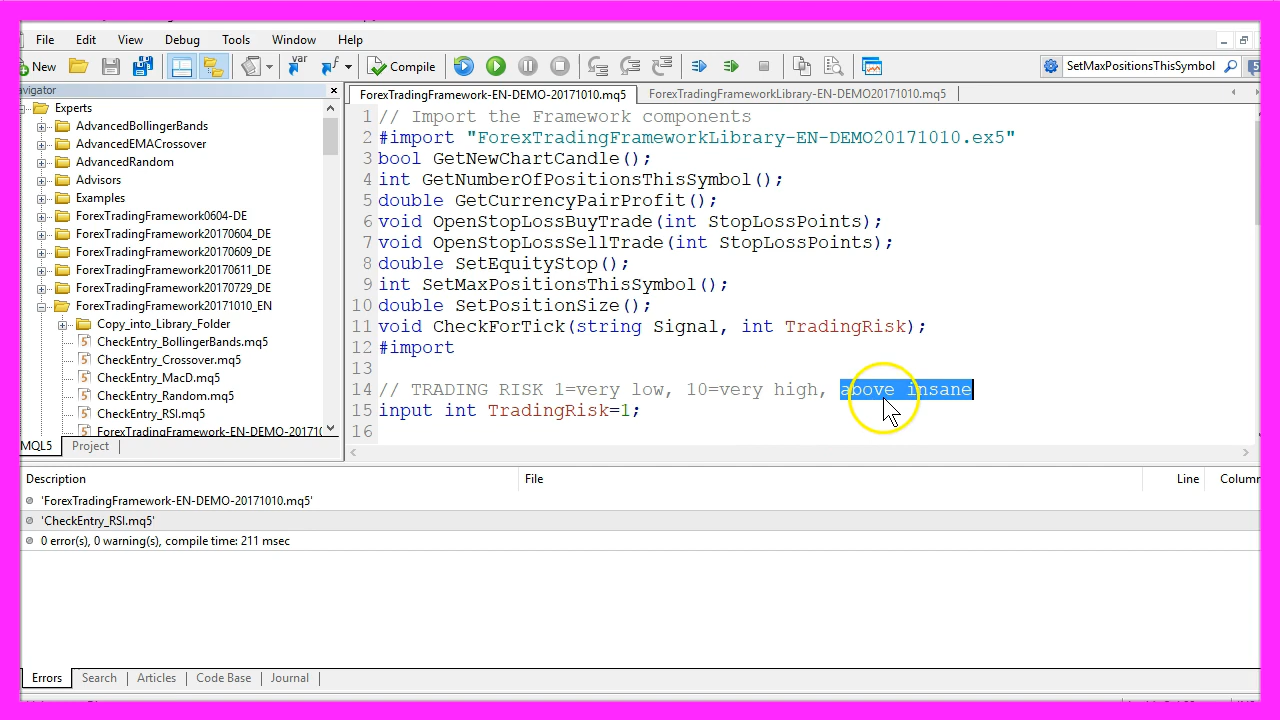 File Edit View Debug Tools Window Help
New Compile SetMaxPositionsThisSymbol 5
avigator
ForexTradingFramework-EN-DEMO-20171010.mq5 ForexTradingFrameworkLibrary-EN-DEMO20171010.mq5
Experts
AdvancedBollingerBands
AdvancedEMACrossover
AdvancedRandom
Advisors
Examples
ForexTradingFramework0604-DE
ForexTradingFramework20170604_DE
ForexTradingFramework20170609_DE
ForexTradingFramework20170611_DE
ForexTradingFramework20170729_DE
ForexTradingFramework20171010_EN
Copy_into_Library_Folder
CheckEntry_BollingerBands.mq5
CheckEntry_Crossover.mq5
CheckEntry_MacD.mq5
CheckEntry_Random.mq5
CheckEntry_RSI.mq5
ForexTradingFramework-EN-DEMO-201710
MQL5 Project
1 // Import the Framework components
2 #import "ForexTradingFrameworkLibrary-EN-DEMO20171010.ex5"
3 bool GetNewChartCandle();
4 int GetNumberOfPositionsThisSymbol();
5 double GetCurrencyPairProfit();
6 void OpenStopLossBuyTrade(int StopLossPoints);
7 void OpenStopLossSellTrade(int StopLossPoints);
8 double SetEquityStop();
9 int SetMaxPositionsThisSymbol();
10 double SetPositionSize();
11 void CheckForTick(string Signal, int TradingRisk);
12 #import
13
14 // TRADING RISK 1=very low, 10=very high, above insane
15 input int TradingRisk=1;
16
Description File Line Column
'ForexTradingFramework-EN-DEMO-20171010.mq5'
'CheckEntry_RSI.mq5'
0 error(s), 0 warning(s), compile time: 211 msec
Errors Search Articles Code Base Journal